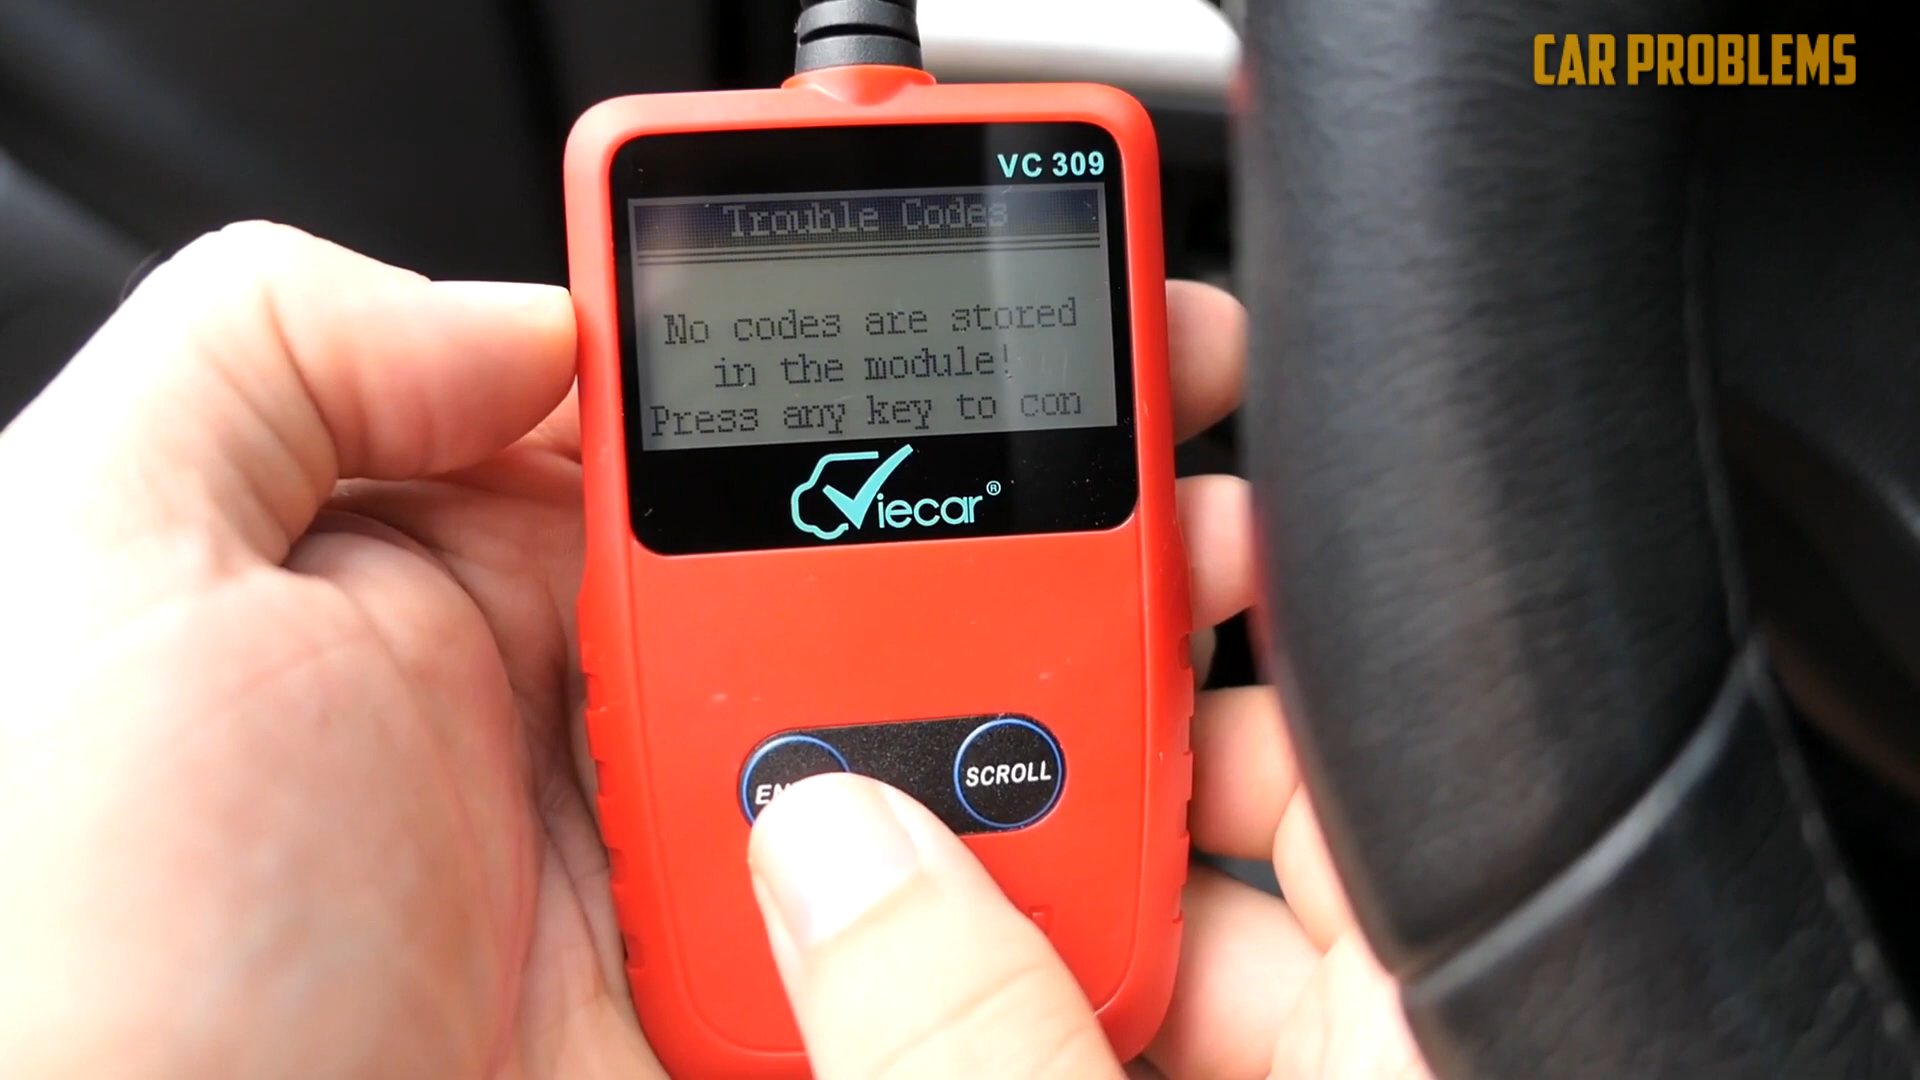 CAR PROBLEMS
VC 309
Trouble Codes
No codes are stored
in the module!
Press any key to con
Viecar®
SCROLL